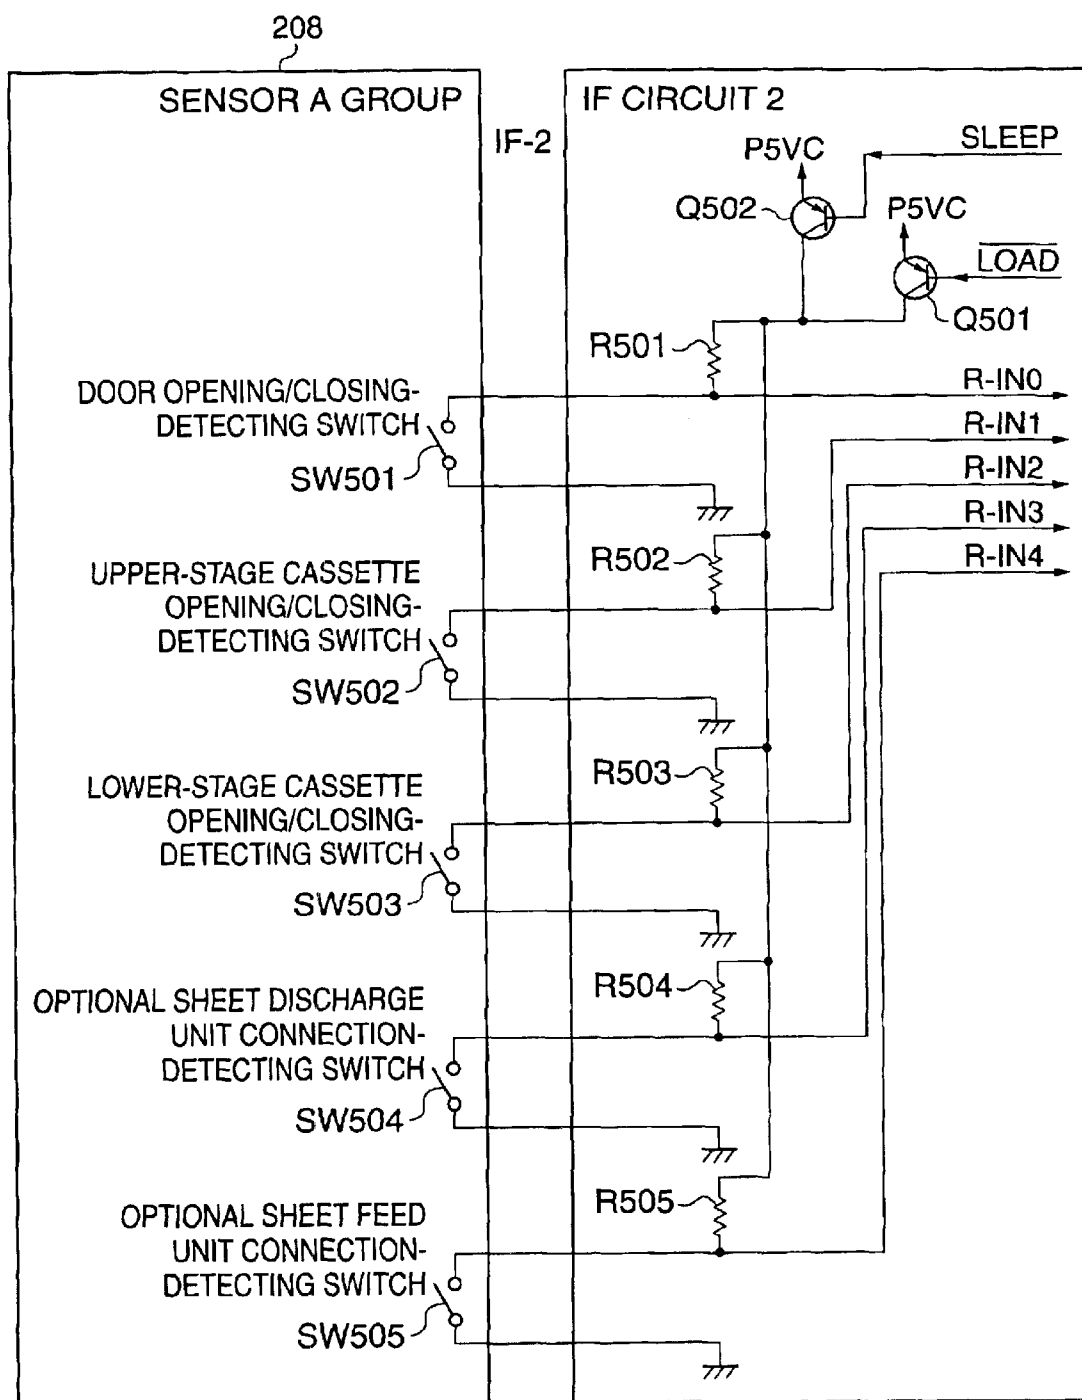 208
SENSOR A GROUP
IF-2
IF CIRCUIT 2
P5VC
SLEEP
Q502
P5VC
LOAD
Q501
R501
DOOR OPENING/CLOSING-
DETECTING SWITCH
SW501
R-IN0
R-IN1
R-IN2
R-IN3
R-IN4
R502
UPPER-STAGE CASSETTE
OPENING/CLOSING-
DETECTING SWITCH
SW502
R503
LOWER-STAGE CASSETTE
OPENING/CLOSING-
DETECTING SWITCH
SW503
R504
OPTIONAL SHEET DISCHARGE
UNIT CONNECTION-
DETECTING SWITCH
SW504
R505
OPTIONAL SHEET FEED
UNIT CONNECTION-
DETECTING SWITCH
SW505